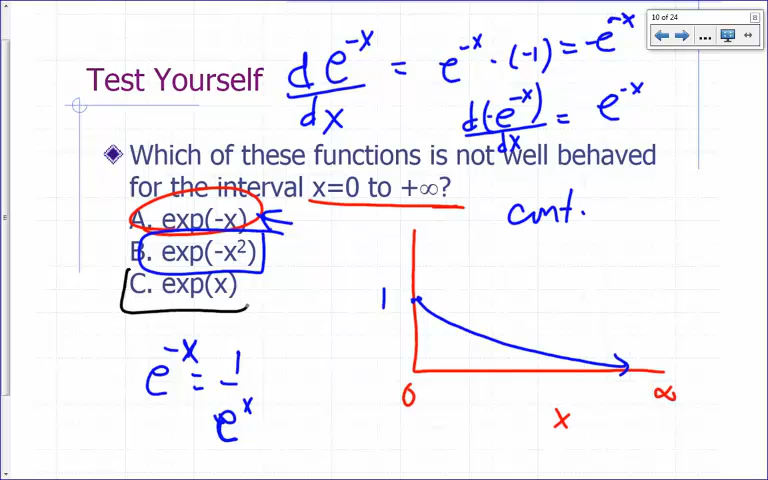 10 of 24
Test Yourself
d e^-x / dx = e^-x · (-1) = -e^-x
d(-e^-x) / dx = e^-x
Which of these functions is not well behaved
for the interval x=0 to +∞?
A. exp(-x)
B. exp(-x²)
C. exp(x)
cont.
e^-x = 1 / e^x
1
0
∞
x